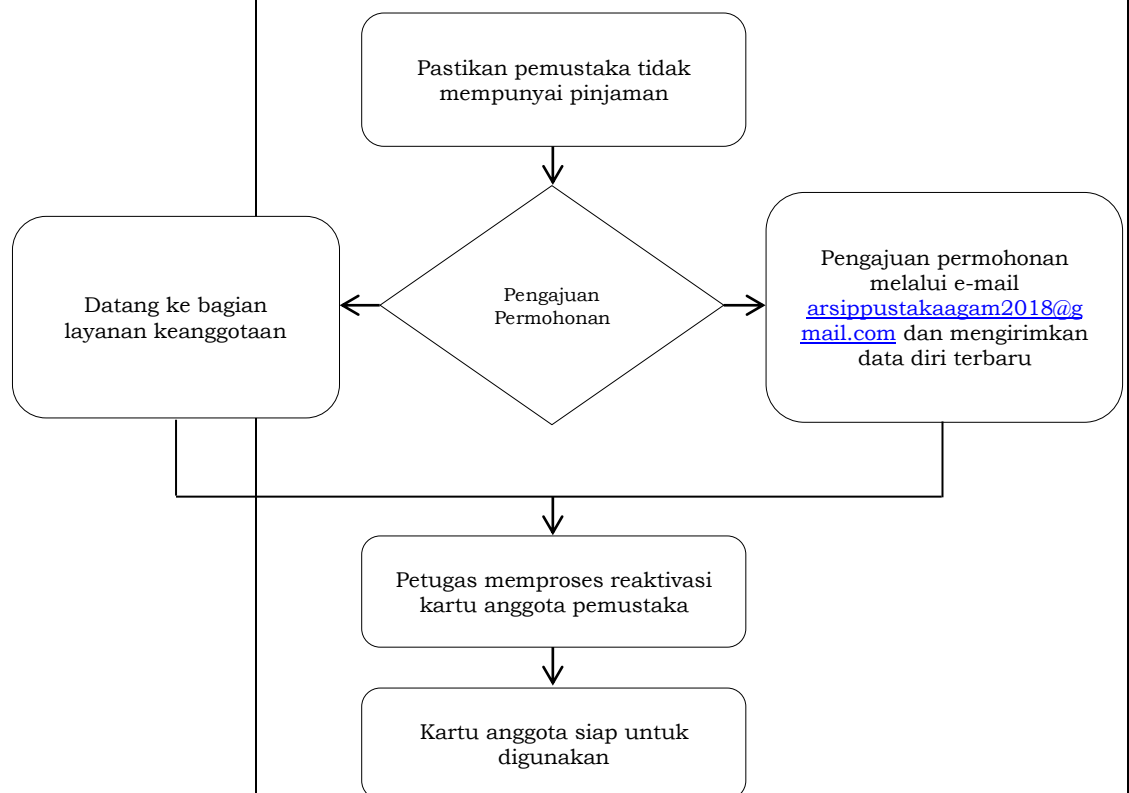 Pastikan pemustaka tidak
mempunyai pinjaman
Datang ke bagian
layanan keanggotaan
Pengajuan
Permohonan
Pengajuan permohonan
melalui e-mail
arsippustakaagam2018@g
mail.com dan mengirimkan
data diri terbaru
Petugas memproses reaktivasi
kartu anggota pemustaka
Kartu anggota siap untuk
digunakan